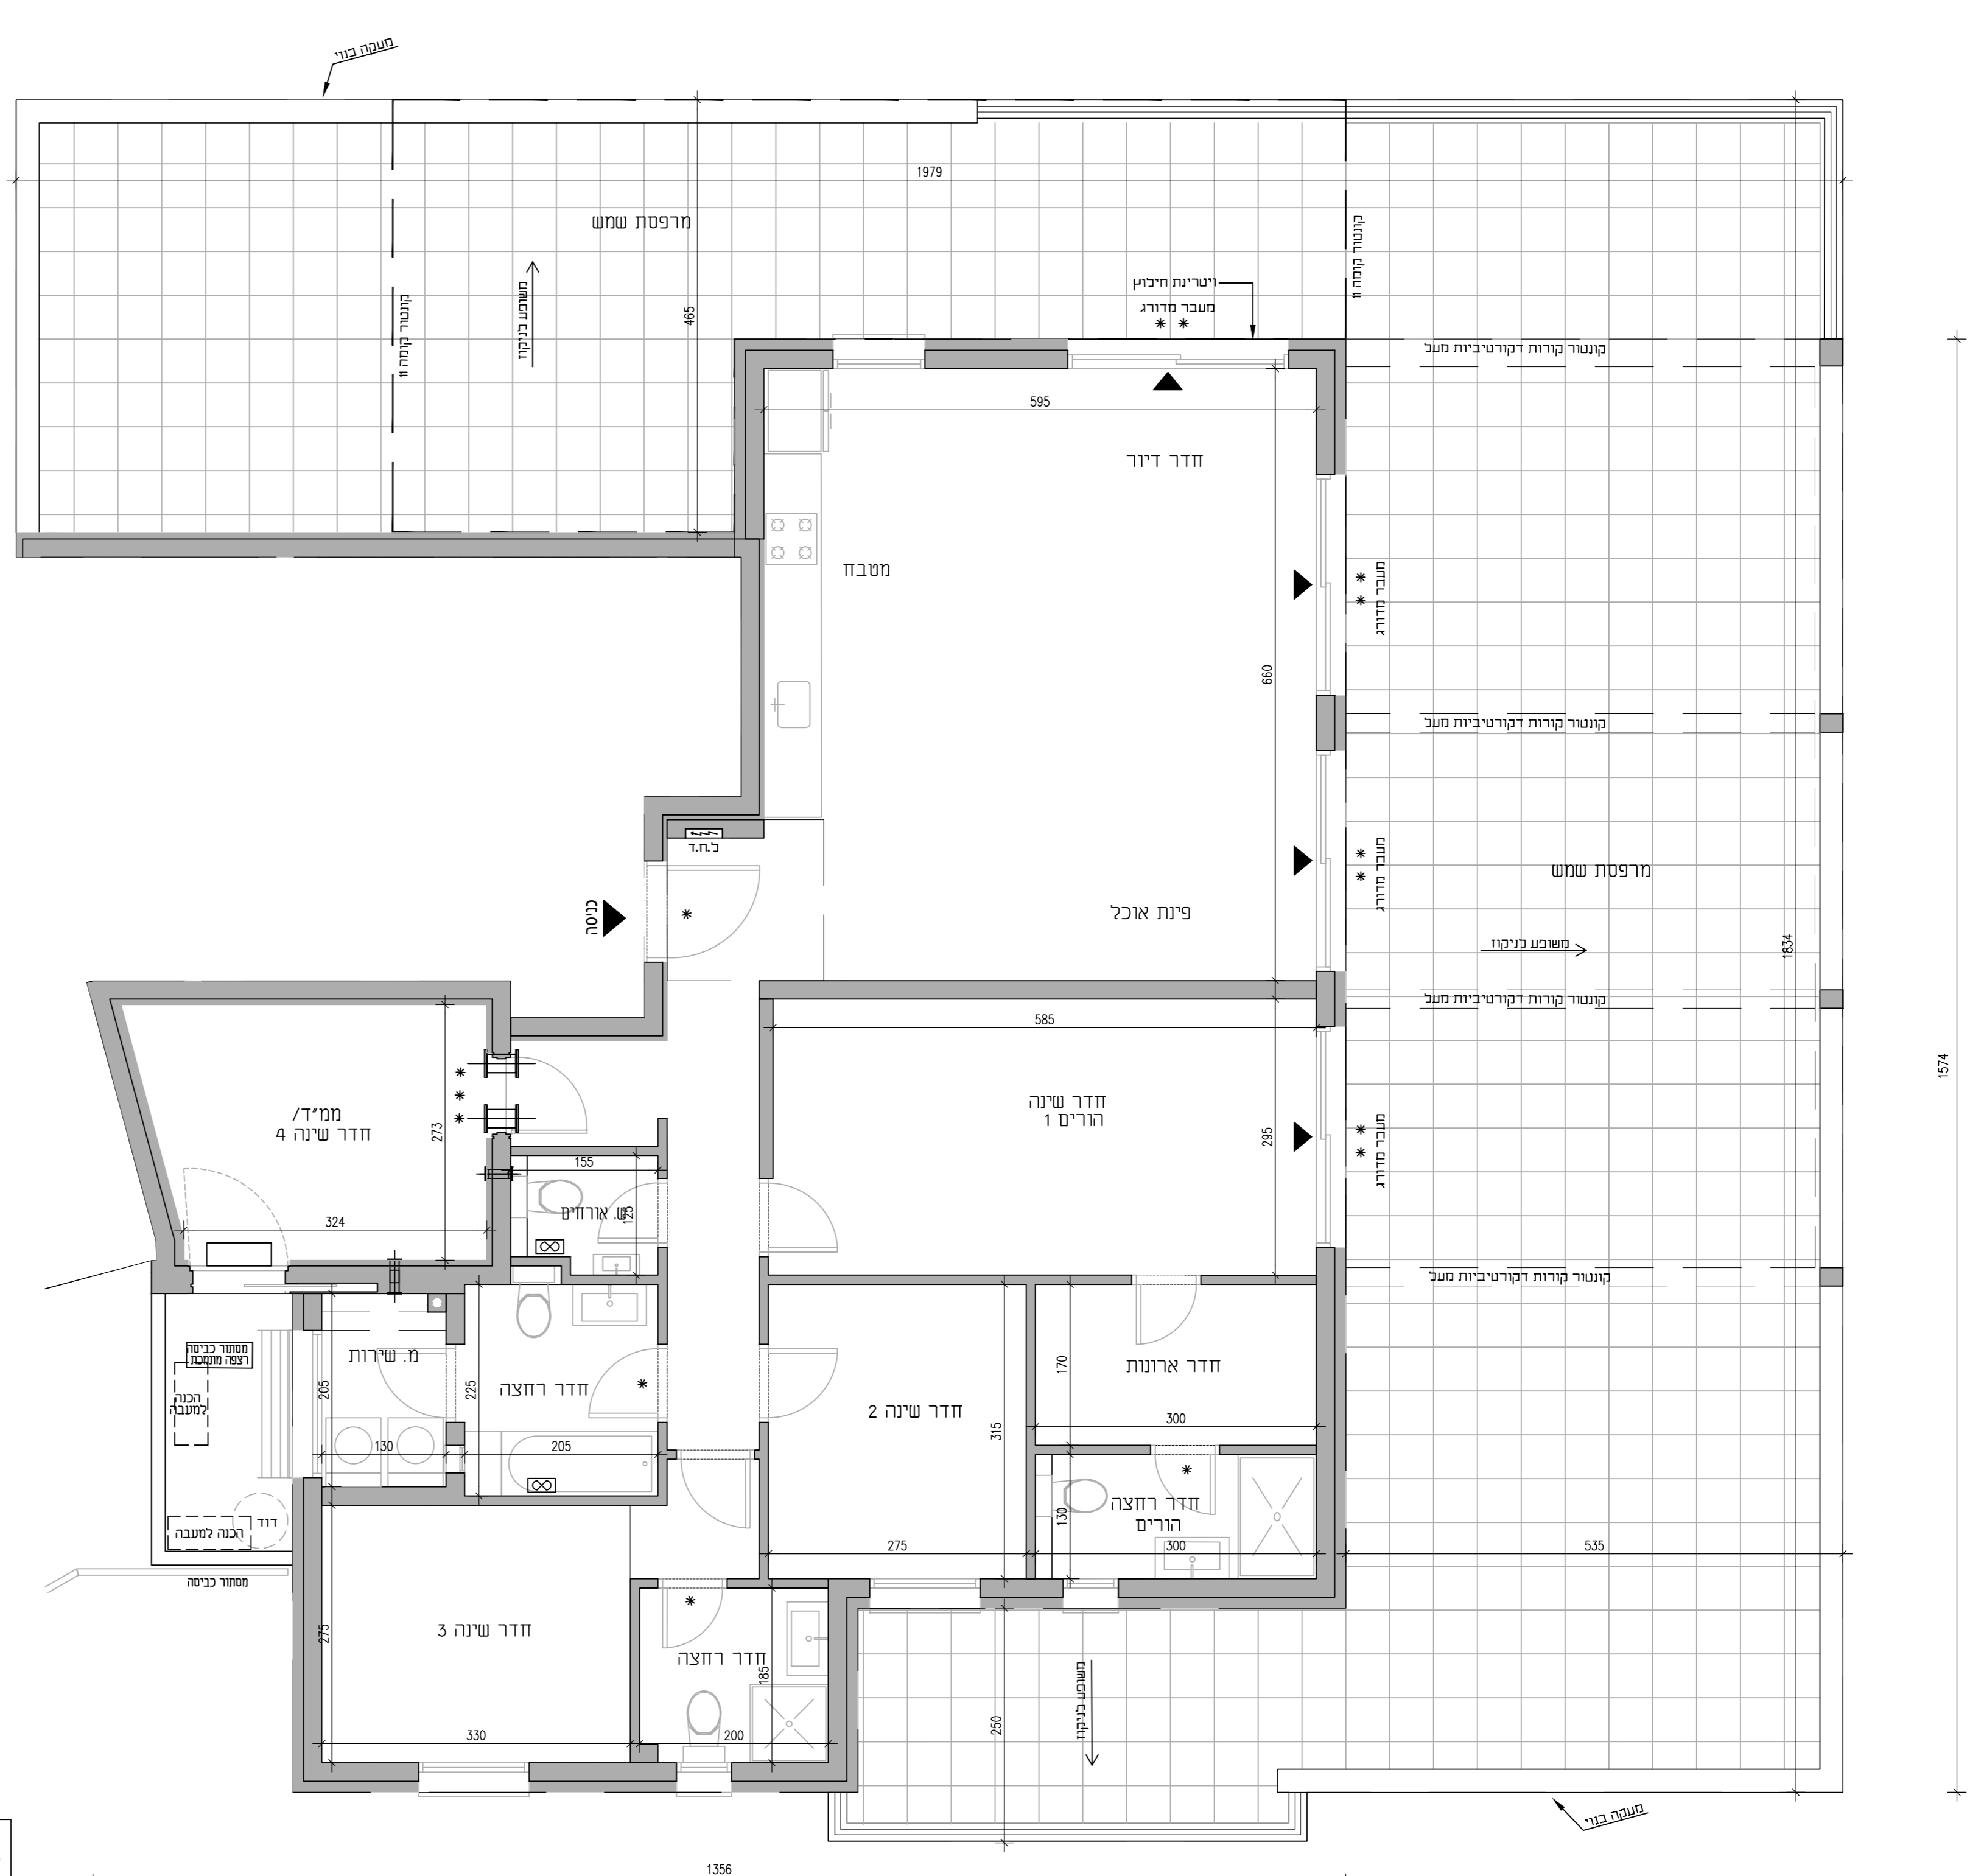 מעקה בנוי
1979
מרפסת שמש
קונטור קומה 11
משופע לניקוז
465
ויטרינת חילוץ
מעבר מדורג
* *
קונטור קומה 11
קונטור קורות דקורטיביות מעל
595
חדר דיור
מטבח
מעבר מדורג
* *
660
קונטור קורות דקורטיביות מעל
ל.ח.ד
כניסה
*
פינת אוכל
מעבר מדורג
* *
מרפסת שמש
משופע לניקוז
1834
קונטור קורות דקורטיביות מעל
1574
585
חדר שינה
הורים 1
295
מעבר מדורג
* *
ממ"ד/
חדר שינה 4
273
* * *
324
155
ש. אורחים
125
קונטור קורות דקורטיביות מעל
מסתור כביסה
רצפה מונמכת
הכנה
למעבה
מ. שירות
205
130
225
חדר רחצה
*
205
חדר שינה 2
315
275
חדר ארונות
170
300
*
חדר רחצה
הורים
130
300
535
דוד
הכנה למעבה
מסתור כביסה
חדר שינה 3
275
330
*
חדר רחצה
185
200
250
משופע לניקוז
מעקה בנוי
1356